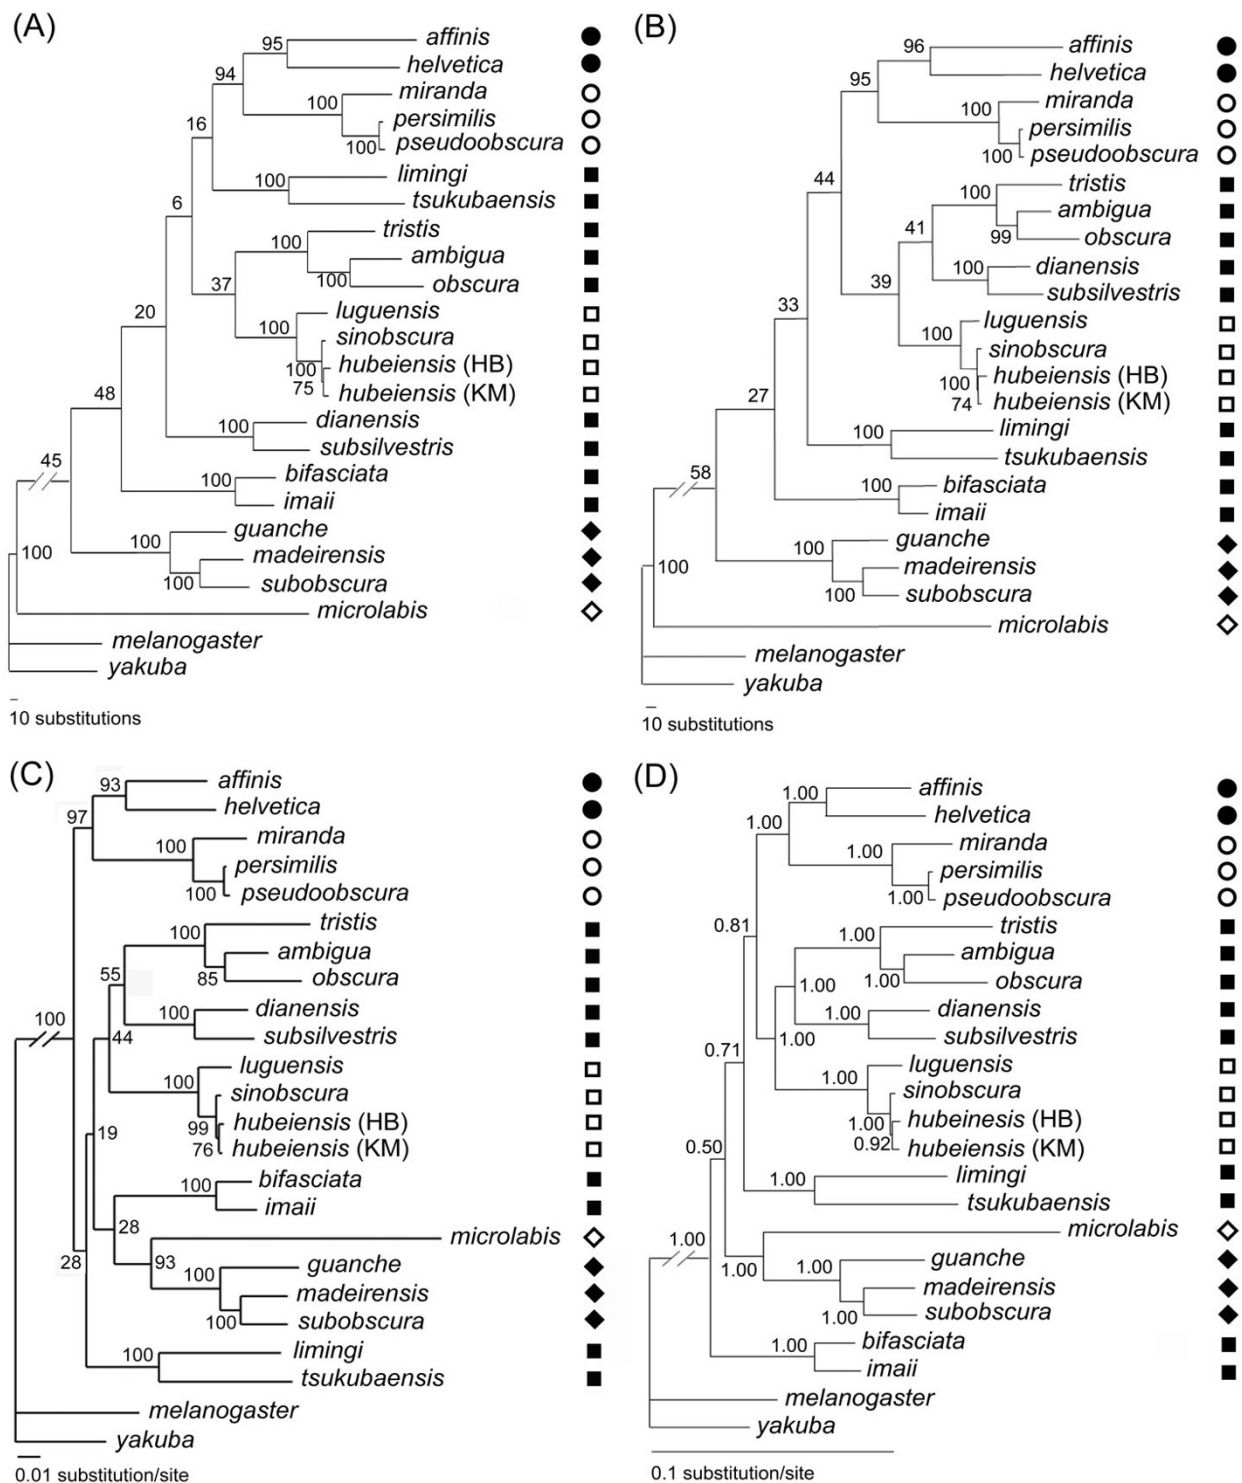 (A)
95
affinis
helvetica
94
100
miranda
persimilis
100
pseudoobscura
16
100
limingi
tsukubaensis
6
100
tristis
ambigua
100
obscura
37
luguensis
100
sinobscura
100
hubeiensis (HB)
75
hubeiensis (KM)
20
100
dianensis
subsilvestris
48
100
bifasciata
imaii
45
guanche
100
madeirensis
100
subobscura
100
microlabis
melanogaster
yakuba
10 substitutions
(B)
96
affinis
helvetica
95
100
miranda
persimilis
100
pseudoobscura
44
100
tristis
ambigua
99
obscura
41
100
dianensis
subsilvestris
39
luguensis
100
sinobscura
100
hubeiensis (HB)
74
hubeiensis (KM)
33
100
limingi
tsukubaensis
27
100
bifasciata
imaii
58
guanche
100
madeirensis
100
subobscura
100
microlabis
melanogaster
yakuba
10 substitutions
(C)
93
affinis
helvetica
97
100
miranda
persimilis
100
pseudoobscura
100
tristis
ambigua
85
obscura
55
100
dianensis
subsilvestris
100
44
luguensis
100
sinobscura
99
hubeiensis (HB)
76
hubeiensis (KM)
19
100
bifasciata
imaii
28
microlabis
28
93
100
guanche
madeirensis
100
subobscura
100
limingi
tsukubaensis
melanogaster
yakuba
0.01 substitution/site
(D)
1.00
affinis
helvetica
1.00
1.00
miranda
persimilis
1.00
pseudoobscura
0.81
1.00
tristis
ambigua
1.00
obscura
1.00
1.00
dianensis
subsilvestris
1.00
0.71
luguensis
1.00
sinobscura
1.00
hubeinesis (HB)
0.92
hubeiensis (KM)
0.50
1.00
limingi
tsukubaensis
microlabis
1.00
1.00
1.00
guanche
madeirensis
1.00
subobscura
1.00
bifasciata
imaii
melanogaster
yakuba
0.1 substitution/site